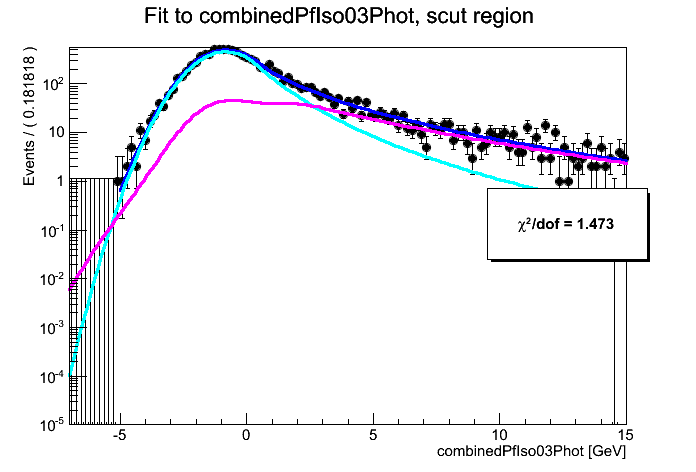 Fit to combinedPfIso03Phot, scut region
Events / ( 0.181818 )
10²
10
1
10⁻¹
10⁻²
10⁻³
10⁻⁴
10⁻⁵
χ²/dof = 1.473
-5 0 5 10 15
combinedPfIso03Phot [GeV]